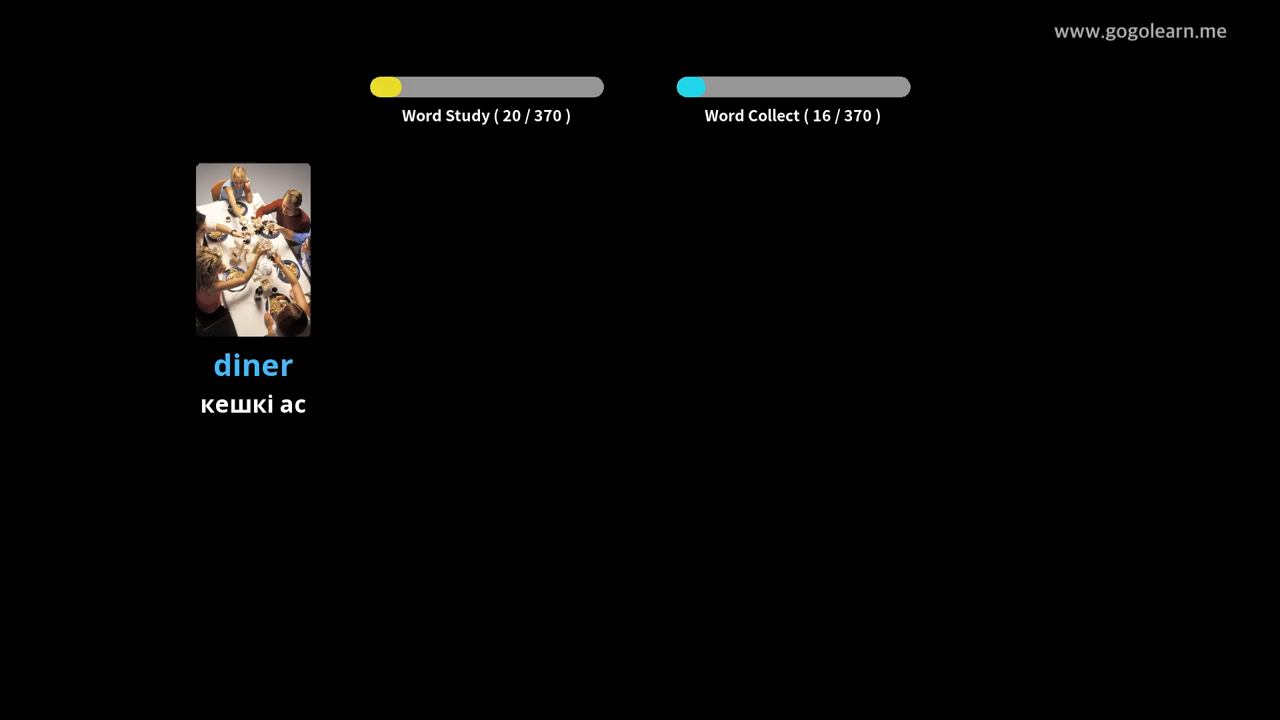 www.gogolearn.me
Word Study ( 20 / 370 )
Word Collect ( 16 / 370 )
diner
кешкі ас